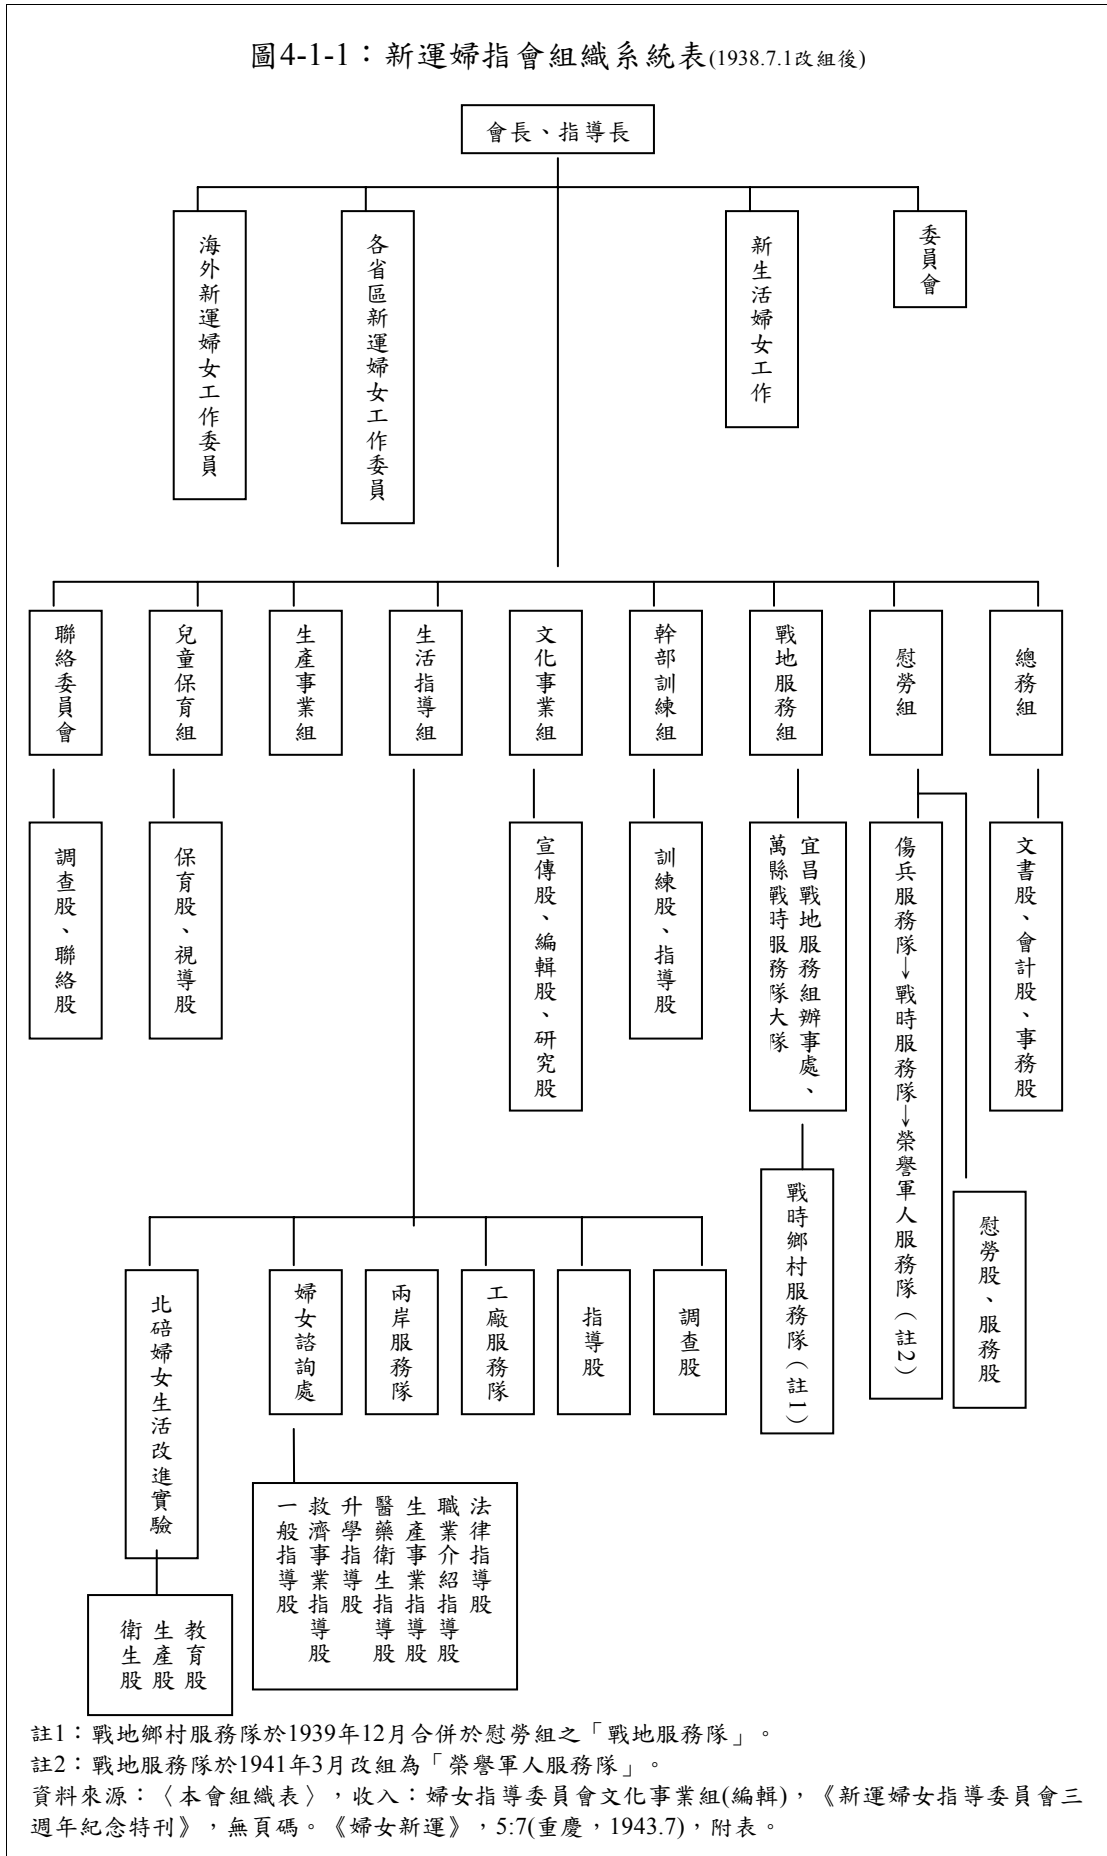 圖4-1-1：新運婦指會組織系統表(1938.7.1改組後)
會長、指導長
海外新運婦女工作委員
各省區新運婦女工作委員
新生活婦女工作
委員會
聯絡委員會
兒童保育組
生產事業組
生活指導組
文化事業組
幹部訓練組
戰地服務組
慰勞組
總務組
調查股、聯絡股
保育股、視導股
宣傳股、編輯股、研究股
訓練股、指導股
宜昌戰地服務組辦事處、
萬縣戰時服務隊大隊
傷兵服務隊→戰時服務隊→榮譽軍人服務隊（註2）
文書股、會計股、事務股
戰時鄉村服務隊（註1）
慰勞股、服務股
北碚婦女生活改進實驗
婦女諮詢處
兩岸服務隊
工廠服務隊
指導股
調查股
法律指導股
職業介紹指導股
生產事業指導股
醫藥衛生指導股
升學指導股
救濟事業指導股
一般指導股
教育股
生產股
衛生股
註1：戰地鄉村服務隊於1939年12月合併於慰勞組之「戰地服務隊」。
註2：戰地服務隊於1941年3月改組為「榮譽軍人服務隊」。
資料來源：〈本會組織表〉，收入：婦女指導委員會文化事業組(編輯)，《新運婦女指導委員會三
週年紀念特刊》，無頁碼。《婦女新運》，5:7(重慶，1943.7)，附表。